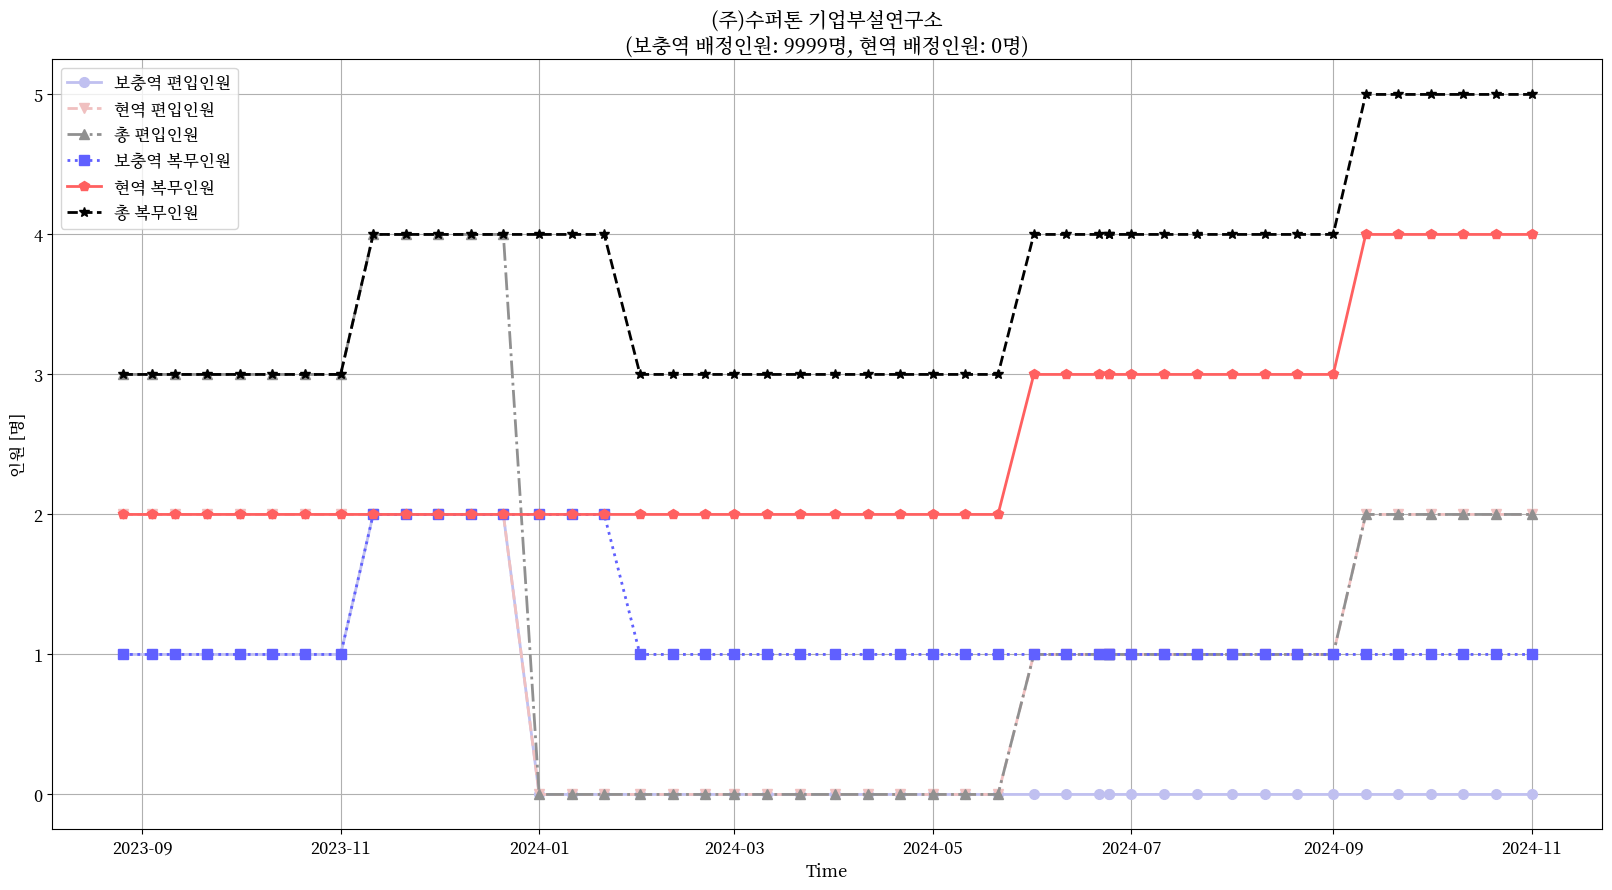 (주)수퍼톤 기업부설연구소
(보충역 배정인원: 9999명, 현역 배정인원: 0명)
보충역 편입인원
현역 편입인원
총 편입인원
보충역 복무인원
현역 복무인원
총 복무인원
인원 [명]
5
4
3
2
1
0
2023-09
2023-11
2024-01
2024-03
2024-05
2024-07
2024-09
2024-11
Time